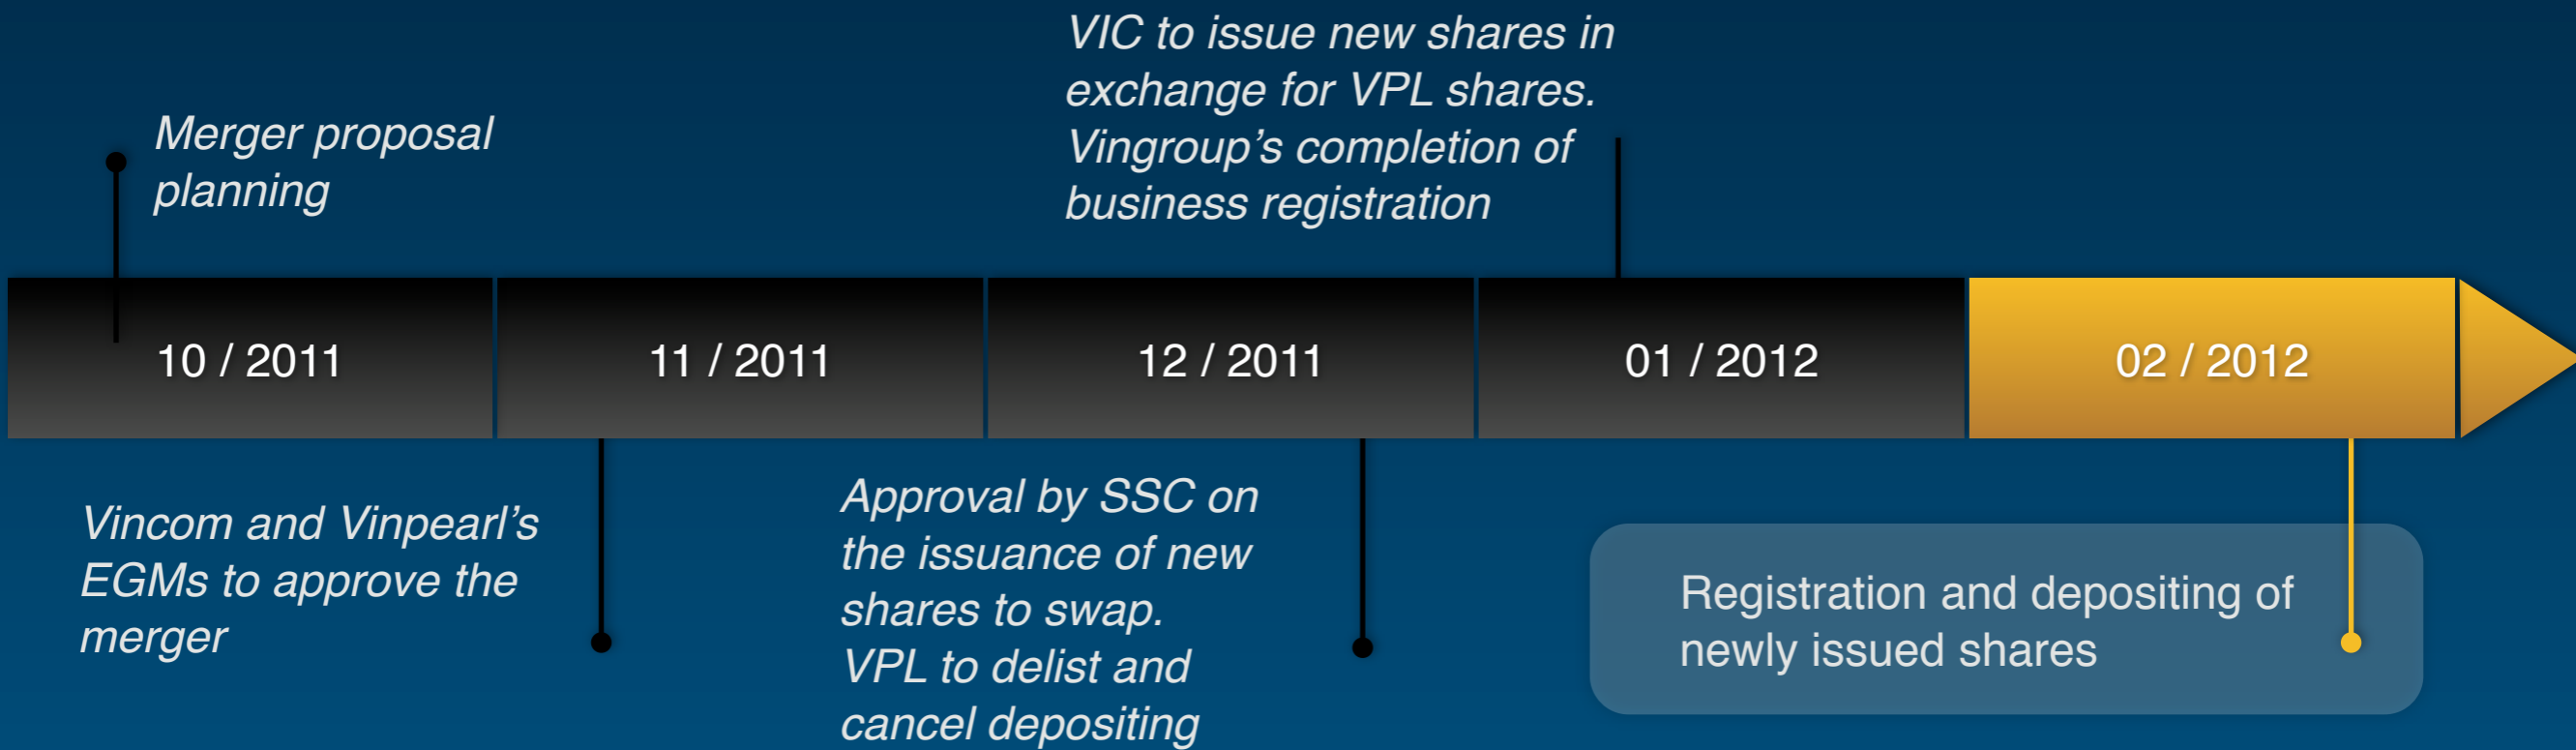 VIC to issue new shares in
exchange for VPL shares.
Vingroup’s completion of
business registration
Merger proposal
planning
10 / 2011
11 / 2011
12 / 2011
01 / 2012
02 / 2012
Vincom and Vinpearl’s
EGMs to approve the
merger
Approval by SSC on
the issuance of new
shares to swap.
VPL to delist and
cancel depositing
Registration and depositing of
newly issued shares